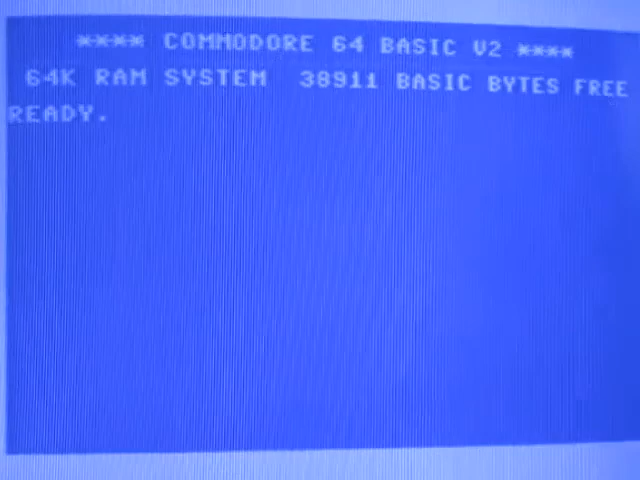 **** COMMODORE 64 BASIC V2 ****
64K RAM SYSTEM  38911 BASIC BYTES FREE
READY.